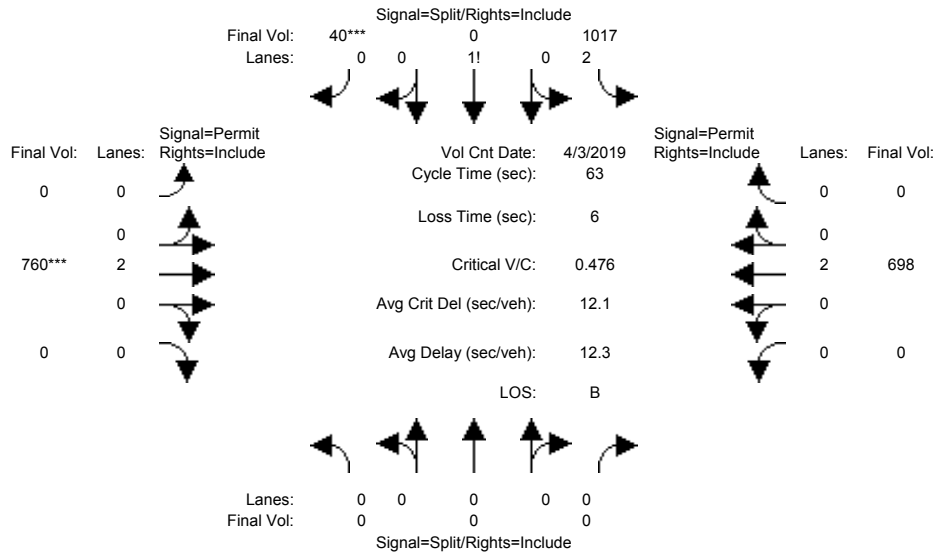 Signal=Split/Rights=Include
Final Vol: 40*** 0 1017
Lanes: 0 0 1! 0 2
Signal=Permit
Final Vol: Lanes: Rights=Include
Vol Cnt Date: 4/3/2019
Signal=Permit
Rights=Include Lanes: Final Vol:
Cycle Time (sec): 63
0 0
0 0
Loss Time (sec): 6
0
0
760*** 2
Critical V/C: 0.476
2 698
0
Avg Crit Del (sec/veh): 12.1
0
0 0
Avg Delay (sec/veh): 12.3
0 0
LOS: B
Lanes: 0 0 0 0 0
Final Vol: 0 0 0
Signal=Split/Rights=Include